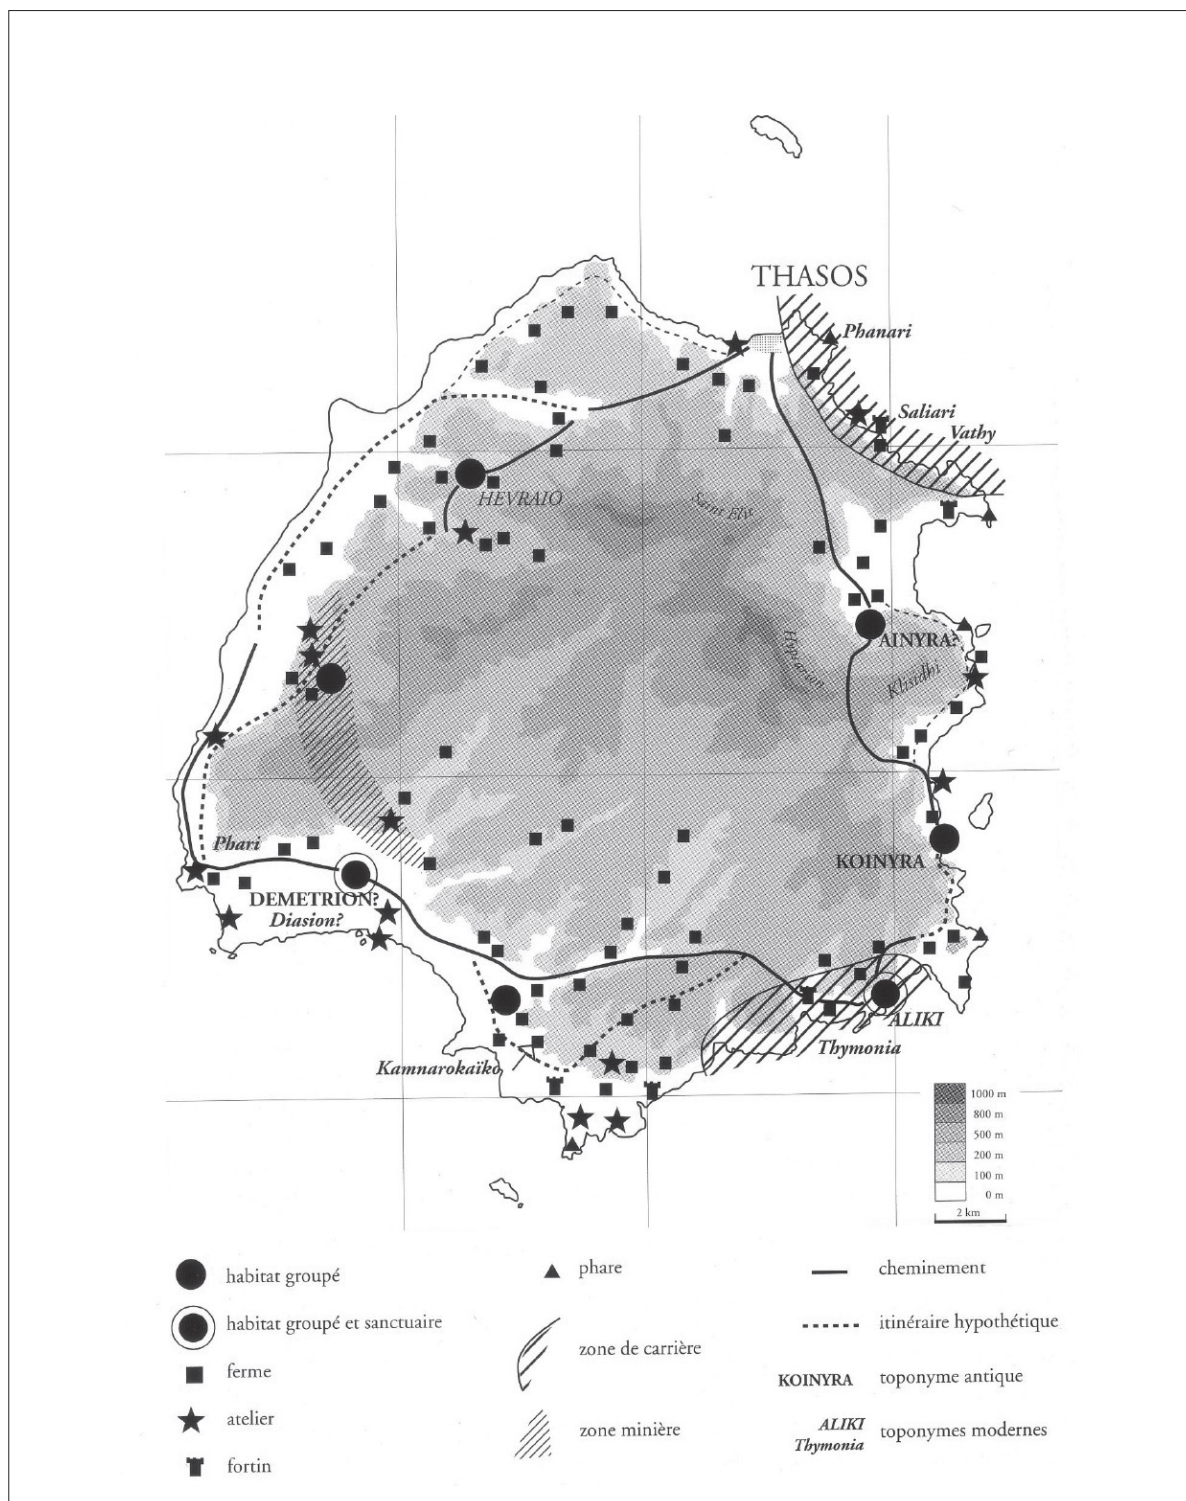 THASOS
Phanari
Saliari
Vathy
HEVRAIO
Saint Elie
AINYRA?
Hypsarion
Klisidhi
KOINYRA
Phari
DEMETRION?
Diasion?
ALIKI
Thymonia
Kamnarokaïko
1000 m
800 m
500 m
200 m
100 m
0 m
2 km
habitat groupé
habitat groupé et sanctuaire
ferme
atelier
fortin
phare
zone de carrière
zone minière
cheminement
itinéraire hypothétique
KOINYRA toponyme antique
ALIKI
Thymonia toponymes modernes